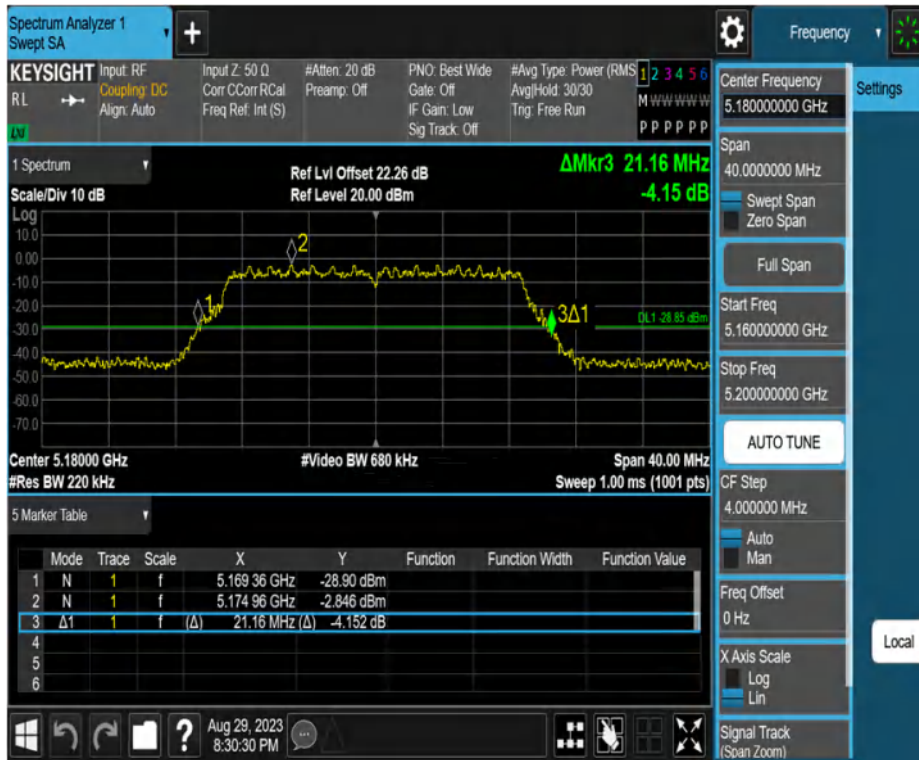 Spectrum Analyzer 1
Swept SA
Frequency
KEYSIGHT
RL
LXI
Input: RF
Coupling: DC
Align: Auto
Input Z: 50 Ω
Corr CCorr RCal
Freq Ref: Int (S)
#Atten: 20 dB
Preamp: Off
PNO: Best Wide
Gate: Off
IF Gain: Low
Sig Track: Off
#Avg Type: Power (RMS
Avg|Hold: 30/30
Trig: Free Run
1 2 3 4 5 6
M W W W W W
P P P P P P
1 Spectrum
Scale/Div 10 dB
Ref Lvl Offset 22.26 dB
Ref Level 20.00 dBm
ΔMkr3 21.16 MHz
-4.15 dB
Log
10.0
0.00
-10.0
-20.0
-30.0
-40.0
-50.0
-60.0
-70.0
2
1
3Δ1
DL1 -28.85 dBm
Center 5.18000 GHz
#Video BW 680 kHz
Span 40.00 MHz
#Res BW 220 kHz
Sweep 1.00 ms (1001 pts)
5 Marker Table
Mode Trace Scale X Y Function Function Width Function Value
1 N 1 f 5.169 36 GHz -28.90 dBm
2 N 1 f 5.174 96 GHz -2.846 dBm
3 Δ1 1 f (Δ) 21.16 MHz (Δ) -4.152 dB
4
5
6
?
Aug 29, 2023
8:30:30 PM
Center Frequency
5.180000000 GHz
Span
40.0000000 MHz
Swept Span
Zero Span
Full Span
Start Freq
5.160000000 GHz
Stop Freq
5.200000000 GHz
AUTO TUNE
CF Step
4.000000 MHz
Auto
Man
Freq Offset
0 Hz
X Axis Scale
Log
Lin
Signal Track
(Span Zoom)
Settings
Local